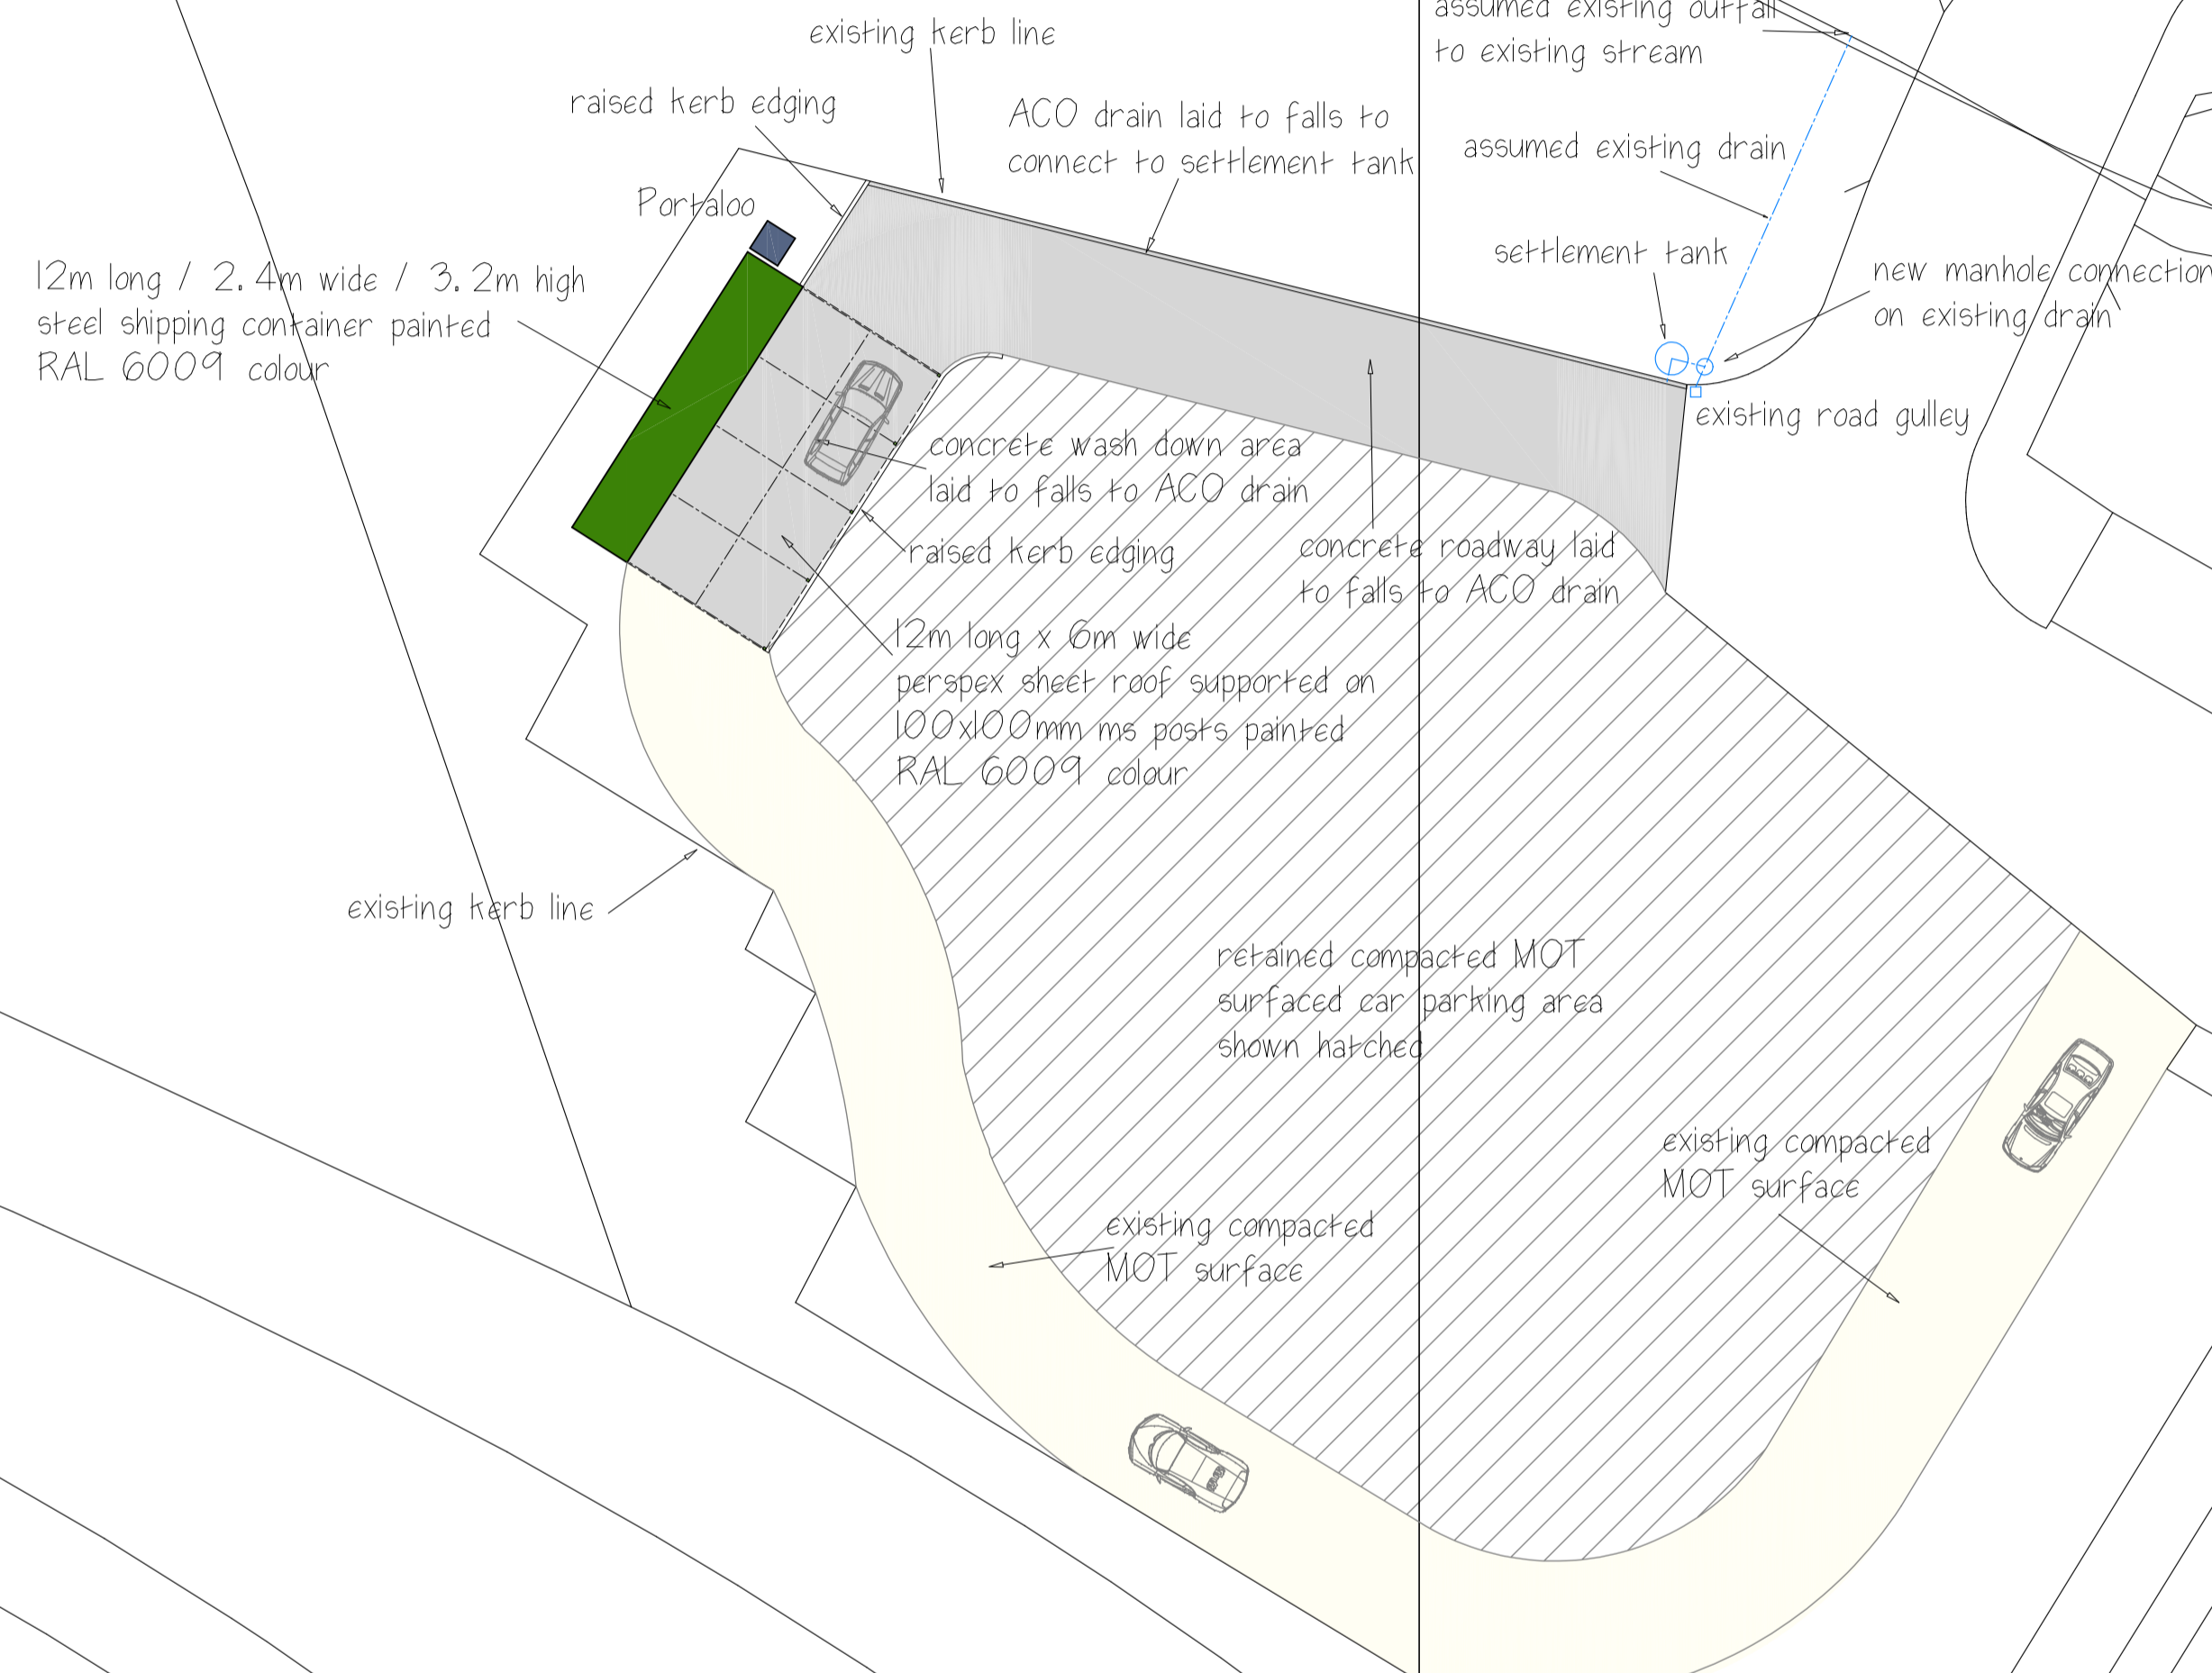 existing kerb line
raised kerb edging
ACO drain laid to falls to
connect to settlement tank
assumed existing outfall
to existing stream
assumed existing drain
Portaloo
settlement tank
12m long / 2.4m wide / 3.2m high
steel shipping container painted
RAL 6009 colour
new manhole connection
on existing drain
existing road gulley
concrete wash down area
laid to falls to ACO drain
raised kerb edging
concrete roadway laid
to falls to ACO drain
12m long x 6m wide
perspex sheet roof supported on
100x100mm ms posts painted
RAL 6009 colour
existing kerb line
retained compacted MOT
surfaced car parking area
shown hatched
existing compacted
MOT surface
existing compacted
MOT surface